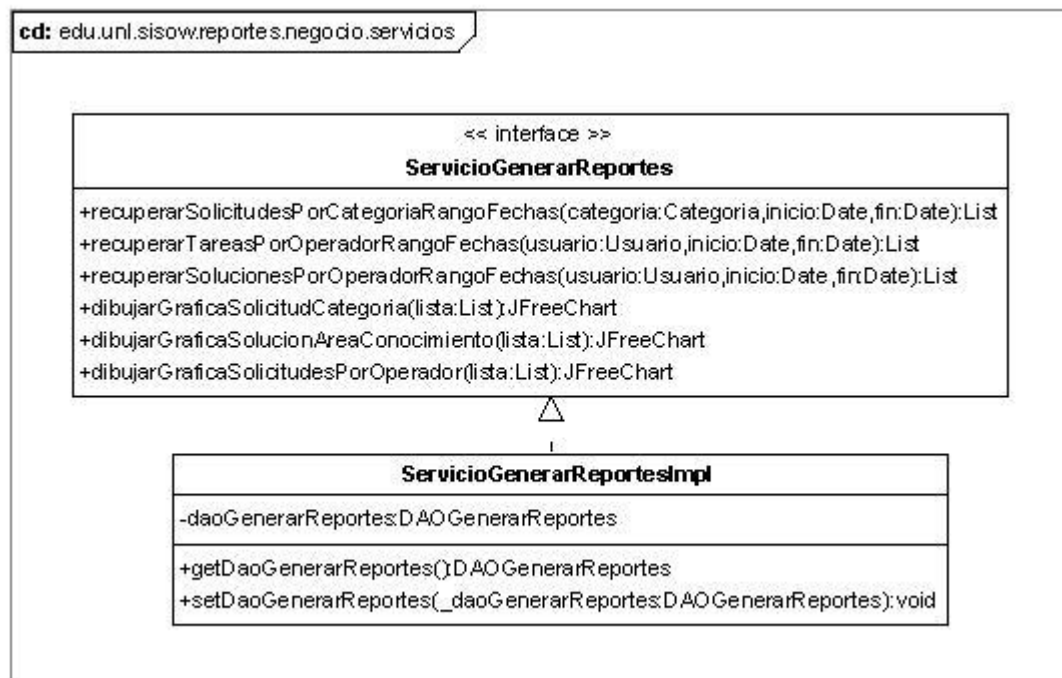 cd: edu.unl.sisow.reportes.negocio.servicios
<< interface >>
ServicioGenerarReportes
+recuperarSolicitudesPorCategoriaRangoFechas(categoria:Categoria,inicio:Date,fin:Date):List
+recuperarTareasPorOperadorRangoFechas(usuario:Usuario,inicio:Date,fin:Date):List
+recuperarSolucionesPorOperadorRangoFechas(usuario:Usuario,inicio:Date,fin:Date):List
+dibujarGraficaSolicitudCategoria(lista:List):JFreeChart
+dibujarGraficaSolucionAreaConocimiento(lista:List):JFreeChart
+dibujarGraficaSolicitudesPorOperador(lista:List):JFreeChart
ServicioGenerarReportesImpl
-daoGenerarReportes:DAOGenerarReportes
+getDaoGenerarReportes():DAOGenerarReportes
+setDaoGenerarReportes(_daoGenerarReportes:DAOGenerarReportes):void